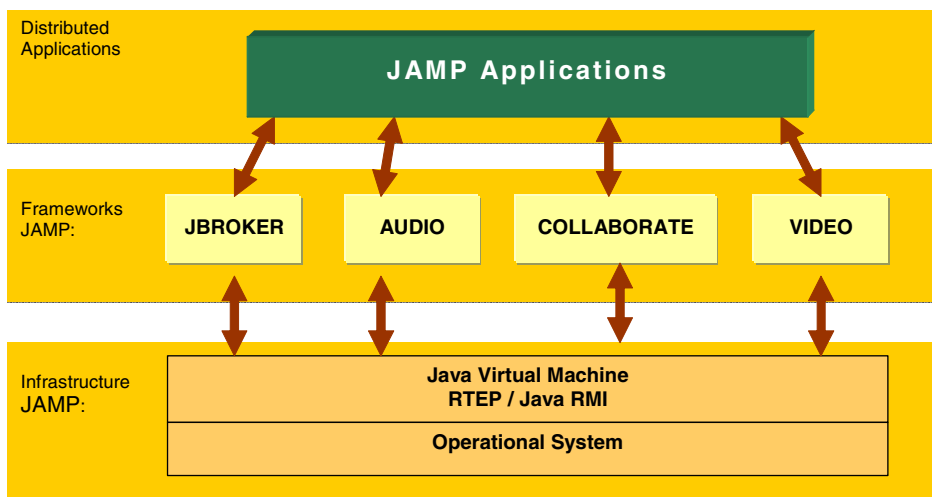 Distributed
Applications
JAMP Applications
Frameworks
JAMP:
JBROKER
AUDIO
COLLABORATE
VIDEO
Infrastructure
JAMP:
Java Virtual Machine
RTEP / Java RMI
Operational System